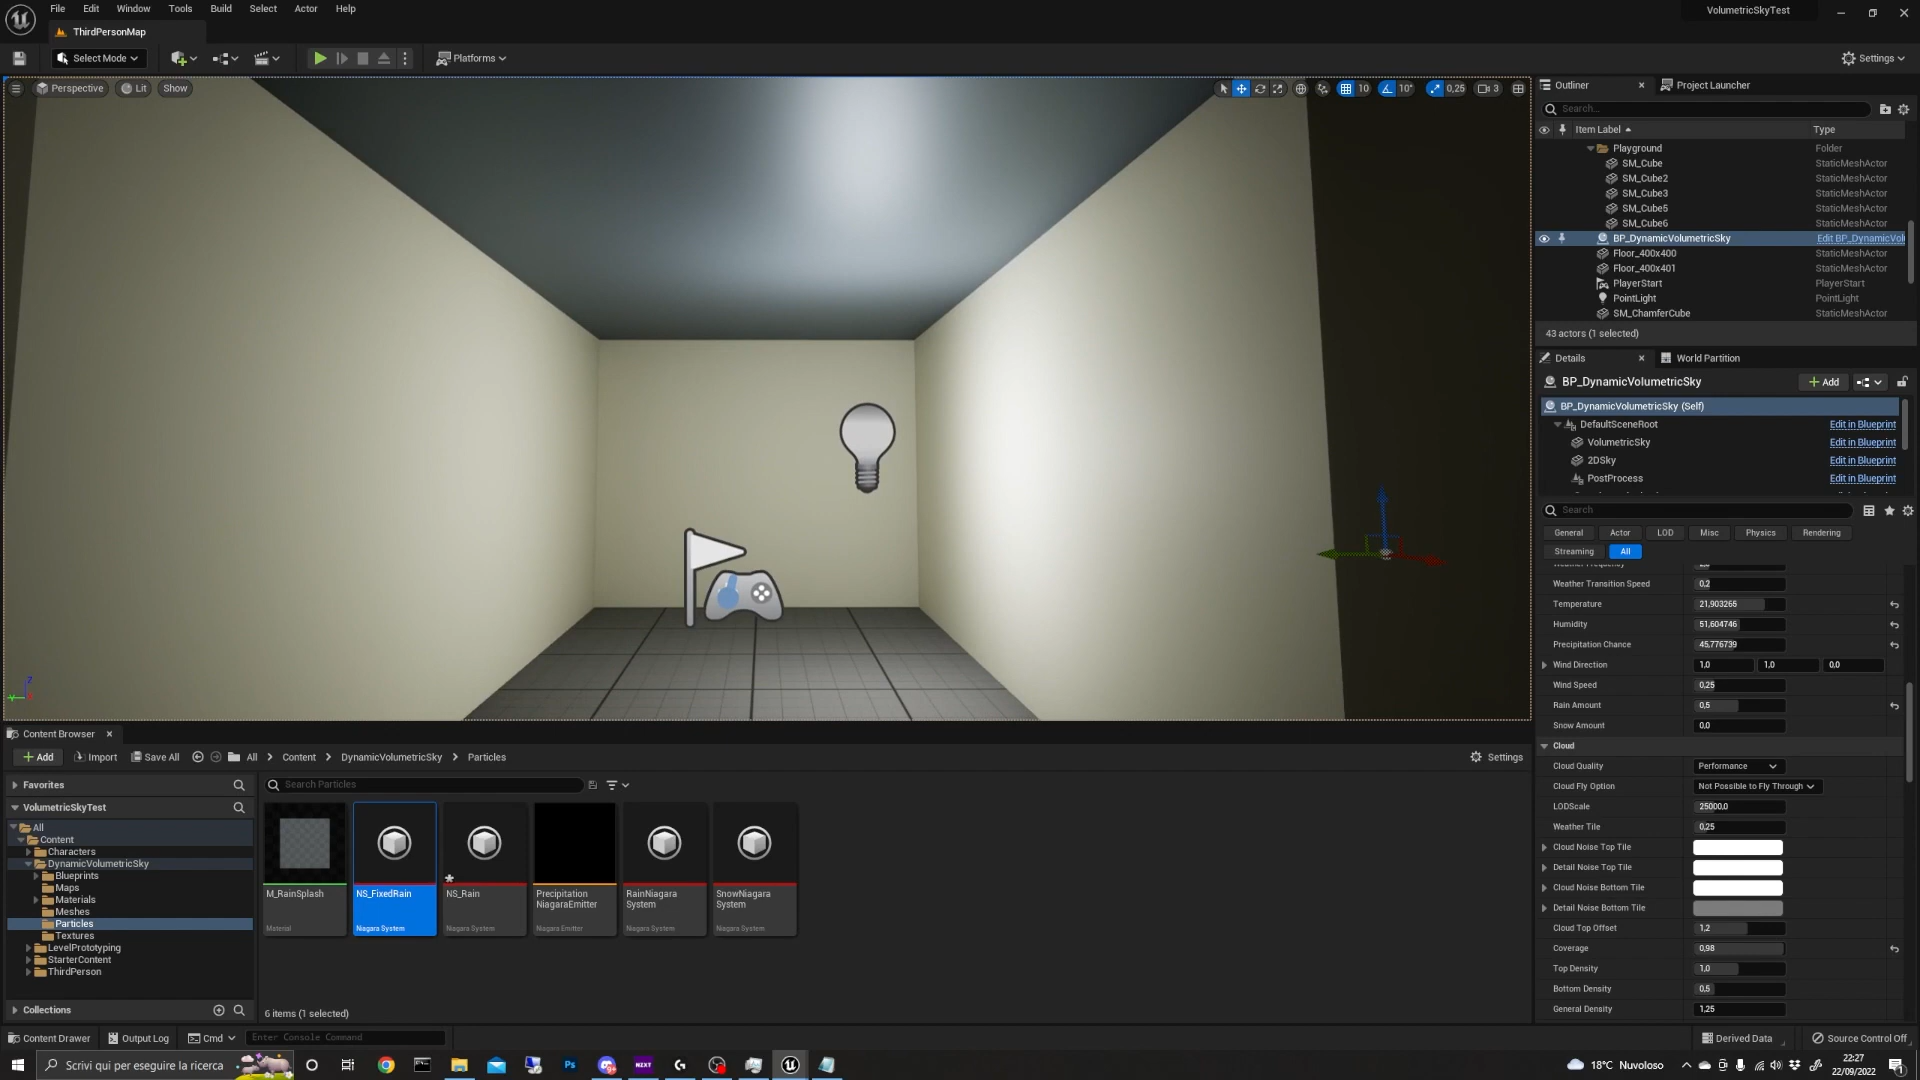 File Edit Window Tools Build Select Actor Help
VolumetricSkyTest
ThirdPersonMap
Select Mode
Platforms
Settings
Perspective Lit Show
10 10° 0,25 3
Outliner
Project Launcher
Search...
Item Label Type
Playground Folder
SM_Cube StaticMeshActor
SM_Cube2 StaticMeshActor
SM_Cube3 StaticMeshActor
SM_Cube5 StaticMeshActor
SM_Cube6 StaticMeshActor
BP_DynamicVolumetricSky Edit BP_DynamicVol
Floor_400x400 StaticMeshActor
Floor_400x401 StaticMeshActor
PlayerStart PlayerStart
PointLight PointLight
SM_ChamferCube StaticMeshActor
43 actors (1 selected)
Details
World Partition
BP_DynamicVolumetricSky
Add
BP_DynamicVolumetricSky (Self)
DefaultSceneRoot Edit in Blueprint
VolumetricSky Edit in Blueprint
2DSky Edit in Blueprint
PostProcess Edit in Blueprint
Search
General Actor LOD Misc Physics Rendering
Streaming All
Weather Frequency
Weather Transition Speed 0,2
Temperature 21,903265
Humidity 51,604746
Precipitation Chance 45,776739
Wind Direction 1,0 1,0 0,0
Wind Speed 0,25
Rain Amount 0,5
Snow Amount 0,0
Cloud
Cloud Quality Performance
Cloud Fly Option Not Possible to Fly Through
LODScale 25000,0
Weather Tile 0,25
Cloud Noise Top Tile
Detail Noise Top Tile
Cloud Noise Bottom Tile
Detail Noise Bottom Tile
Cloud Top Offset 1,2
Coverage 0,98
Top Density 1,0
Bottom Density 0,5
General Density 1,25
Content Browser
Add Import Save All All Content DynamicVolumetricSky Particles
Settings
Favorites
VolumetricSkyTest
All
Content
Characters
DynamicVolumetricSky
Blueprints
Maps
Materials
Meshes
Particles
Textures
LevelPrototyping
StarterContent
ThirdPerson
Collections
Search Particles
M_RainSplash
Material
NS_FixedRain
Niagara System
NS_Rain
Niagara System
Precipitation
NiagaraEmitter
Niagara Emitter
RainNiagara
System
Niagara System
SnowNiagara
System
Niagara System
6 items (1 selected)
Content Drawer Output Log Cmd Enter Console Command
Derived Data Source Control Off
Scrivi qui per eseguire la ricerca
Ps
NZXT
18°C Nuvoloso
22:27
22/09/2022